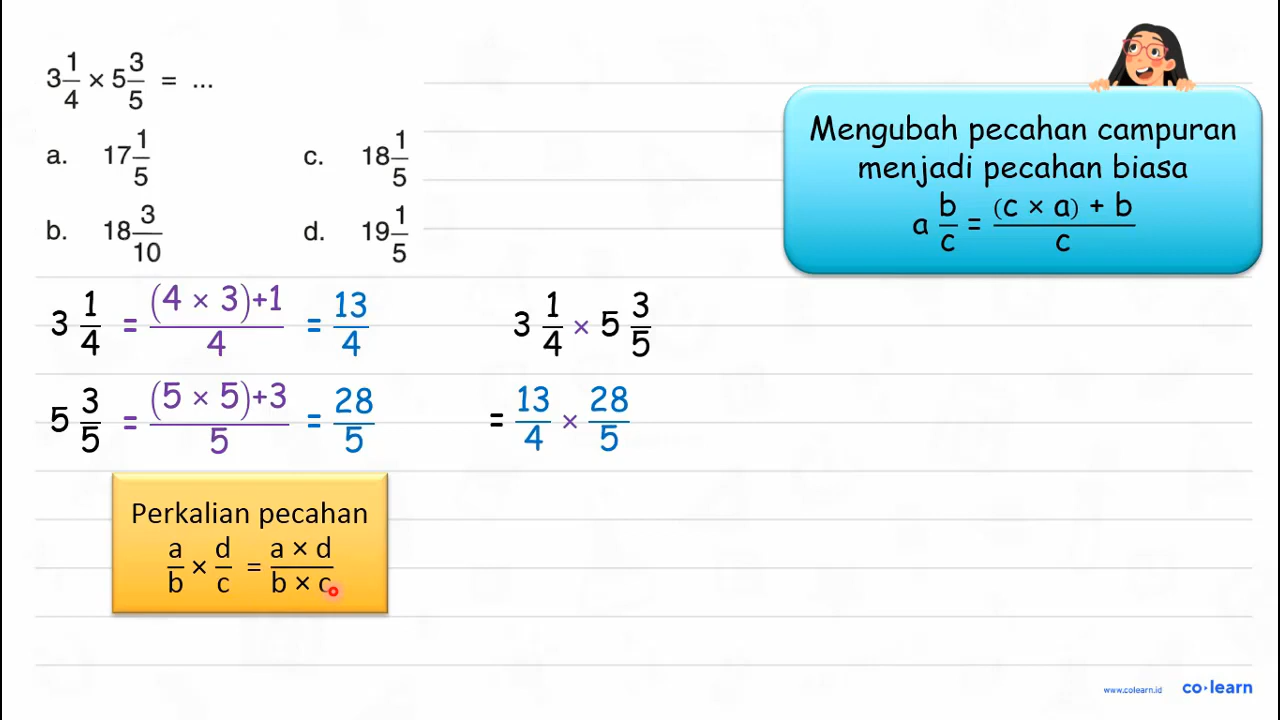 3 1/4 × 5 3/5 = ...
a. 17 1/5 c. 18 1/5
b. 18 3/10 d. 19 1/5
Mengubah pecahan campuran
menjadi pecahan biasa
a b/c = (c × a) + b / c
3 1/4 = (4 × 3)+1 / 4 = 13/4
5 3/5 = (5 × 5)+3 / 5 = 28/5
3 1/4 × 5 3/5
= 13/4 × 28/5
Perkalian pecahan
a/b × d/c = a × d / b × c
www.colearn.id co·learn